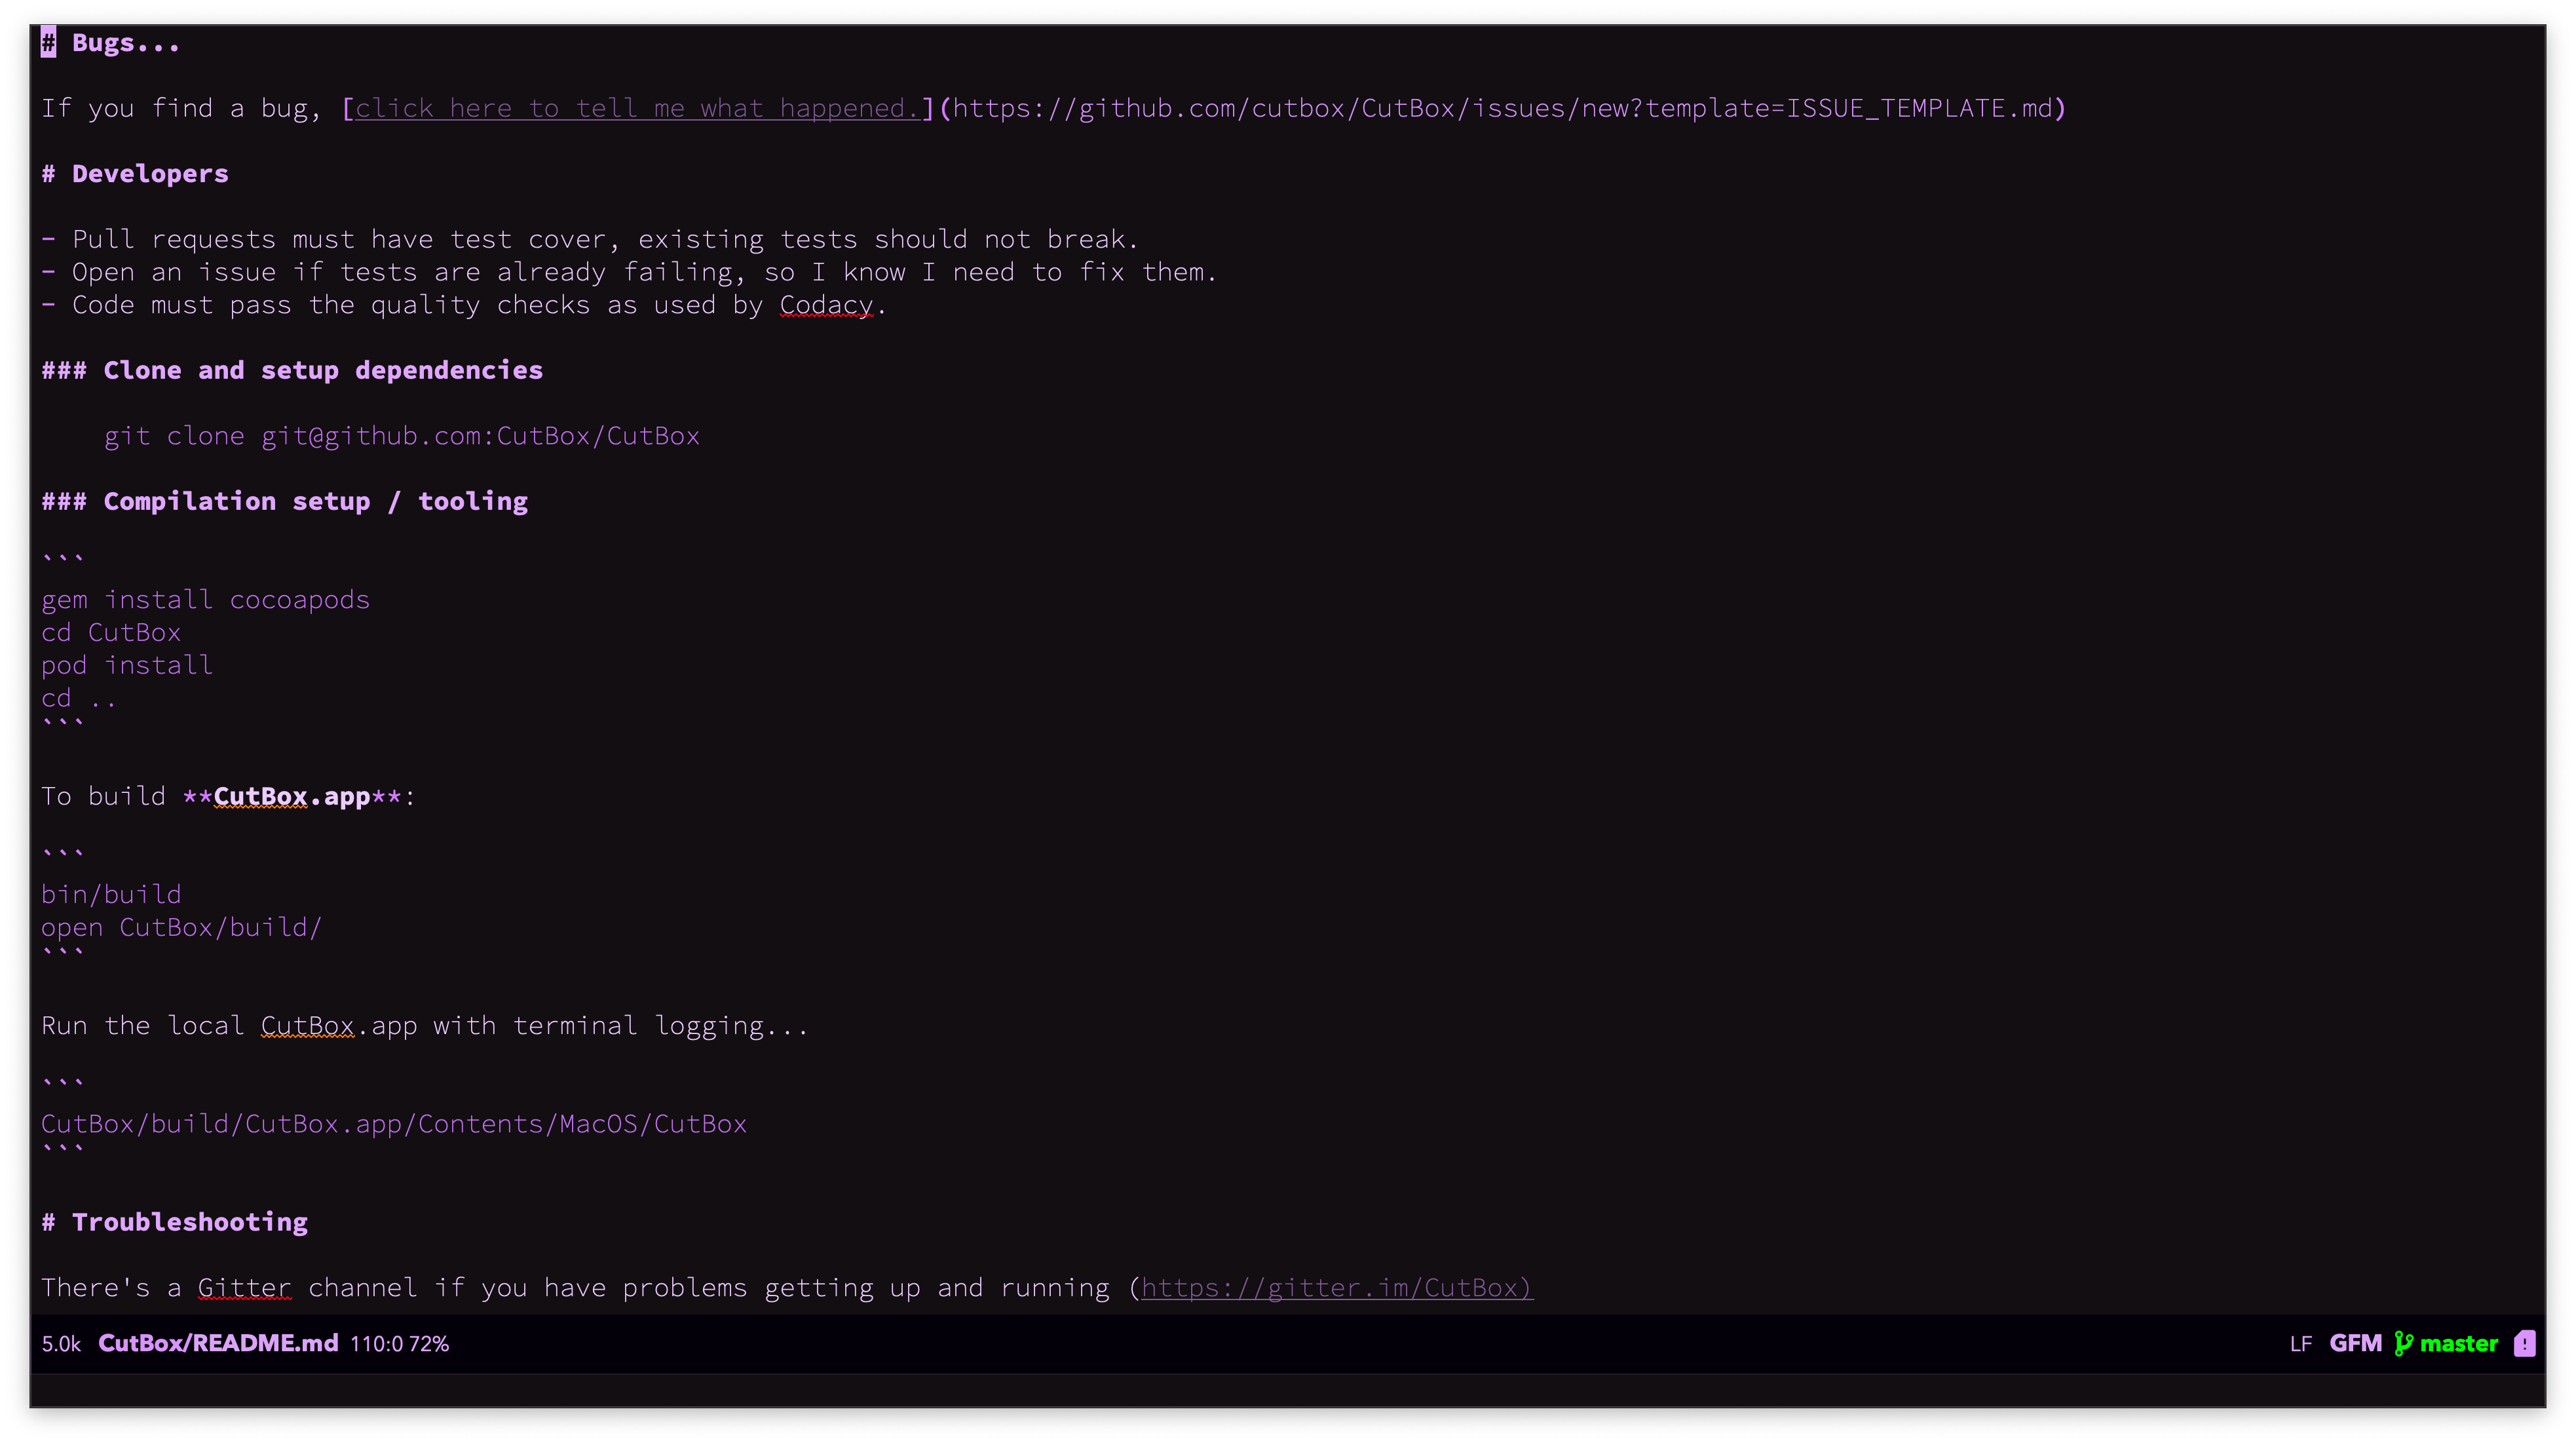 # Bugs...
If you find a bug, [click here to tell me what happened.](https://github.com/cutbox/CutBox/issues/new?template=ISSUE_TEMPLATE.md)
# Developers
- Pull requests must have test cover, existing tests should not break.
- Open an issue if tests are already failing, so I know I need to fix them.
- Code must pass the quality checks as used by Codacy.
### Clone and setup dependencies
git clone git@github.com:CutBox/CutBox
### Compilation setup / tooling
```
gem install cocoapods
cd CutBox
pod install
cd ..
```
To build **CutBox.app**:
```
bin/build
open CutBox/build/
```
Run the local CutBox.app with terminal logging...
```
CutBox/build/CutBox.app/Contents/MacOS/CutBox
```
# Troubleshooting
There's a Gitter channel if you have problems getting up and running (https://gitter.im/CutBox)
5.0k CutBox/README.md 110:0 72% LF GFM master !